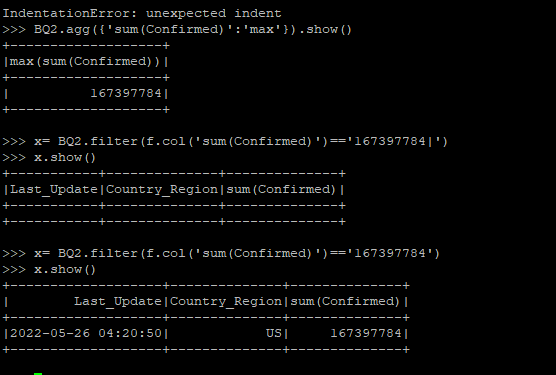 IndentationError: unexpected indent
>>> BQ2.agg({'sum(Confirmed)':'max'}).show()
+-------------------+
|max(sum(Confirmed))|
+-------------------+
|          167397784|
+-------------------+
>>> x= BQ2.filter(f.col('sum(Confirmed)')=='167397784|')
>>> x.show()
+-----------+--------------+--------------+
|Last_Update|Country_Region|sum(Confirmed)|
+-----------+--------------+--------------+
+-----------+--------------+--------------+
>>> x= BQ2.filter(f.col('sum(Confirmed)')=='167397784')
>>> x.show()
+-------------------+--------------+--------------+
|        Last_Update|Country_Region|sum(Confirmed)|
+-------------------+--------------+--------------+
|2022-05-26 04:20:50|            US|     167397784|
+-------------------+--------------+--------------+